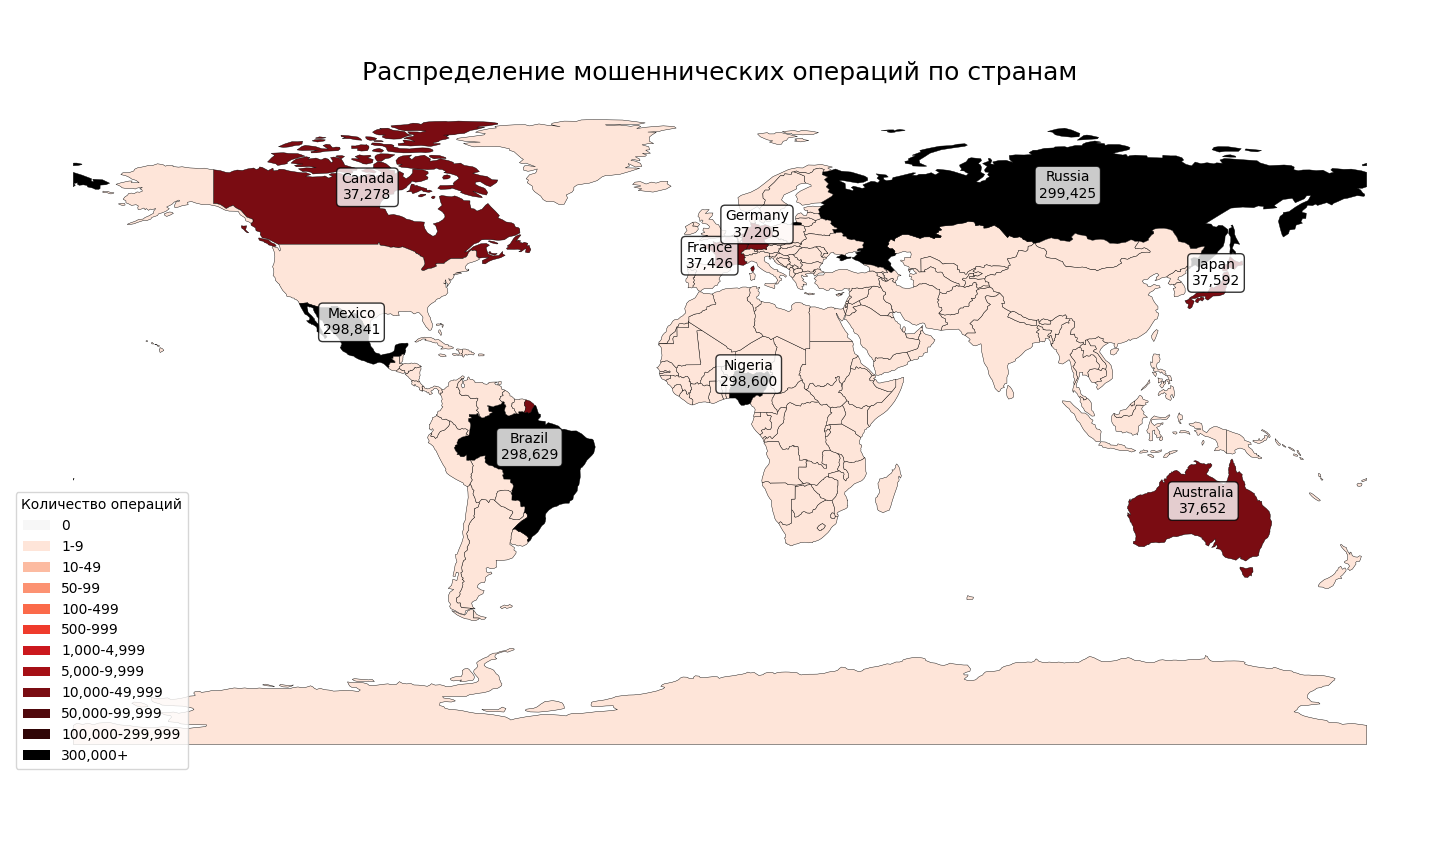 Распределение мошеннических операций по странам
Canada
37,278
Russia
299,425
Germany
37,205
France
37,426
Japan
37,592
Mexico
298,841
Nigeria
298,600
Brazil
298,629
Australia
37,652
Количество операций
0
1-9
10-49
50-99
100-499
500-999
1,000-4,999
5,000-9,999
10,000-49,999
50,000-99,999
100,000-299,999
300,000+